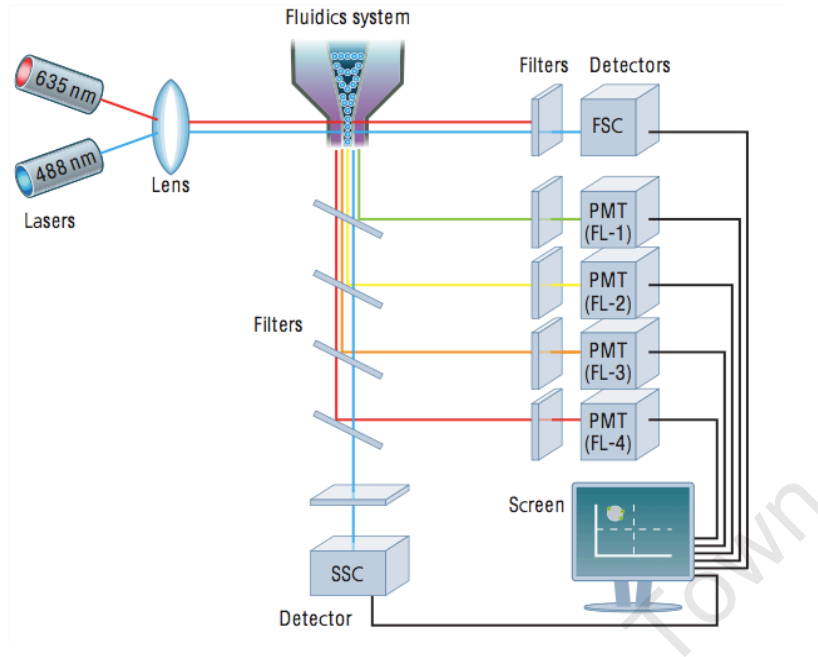 Fluidics system
635 nm
488 nm
Lasers
Lens
Filters
Detectors
FSC
PMT
(FL-1)
PMT
(FL-2)
PMT
(FL-3)
PMT
(FL-4)
Filters
Screen
SSC
Detector
Town